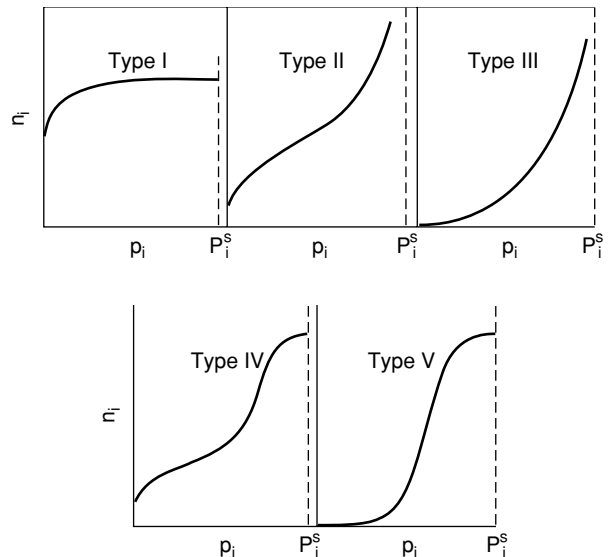 Type I Type II Type III
n_i
p_i P_i^s p_i P_i^s p_i P_i^s
Type IV Type V
n_i
p_i P_i^s p_i P_i^s